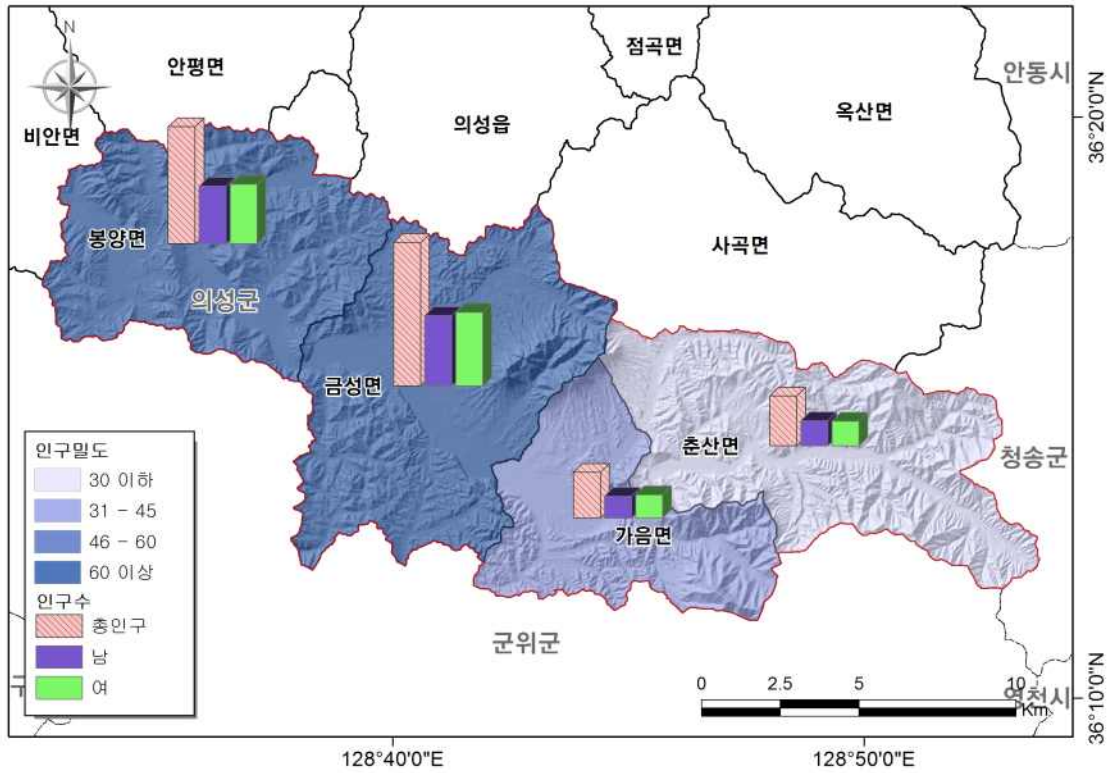 N
안평면
점곡면
안동시
비안면
의성읍
옥산면
36°20'0"N
봉양면
사곡면
의성군
금성면
춘산면
청송군
가음면
인구밀도
30 이하
31 - 45
46 - 60
60 이상
인구수
총인구
남
여
군위군
구
0 2.5 5 10
Km
영천시
36°10'0"N
128°40'0"E
128°50'0"E